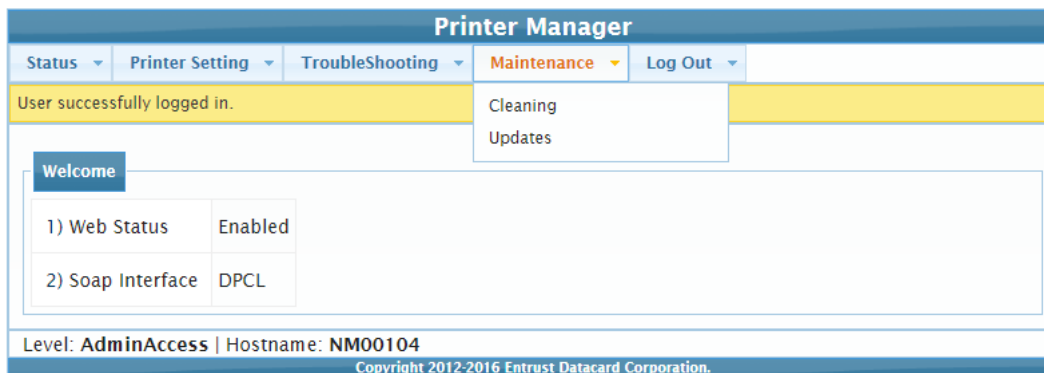 Printer Manager
Status Printer Setting TroubleShooting Maintenance Log Out
User successfully logged in.
Cleaning
Updates
Welcome
1) Web Status Enabled
2) Soap Interface DPCL
Level: AdminAccess | Hostname: NM00104
Copyright 2012-2016 Entrust Datacard Corporation.